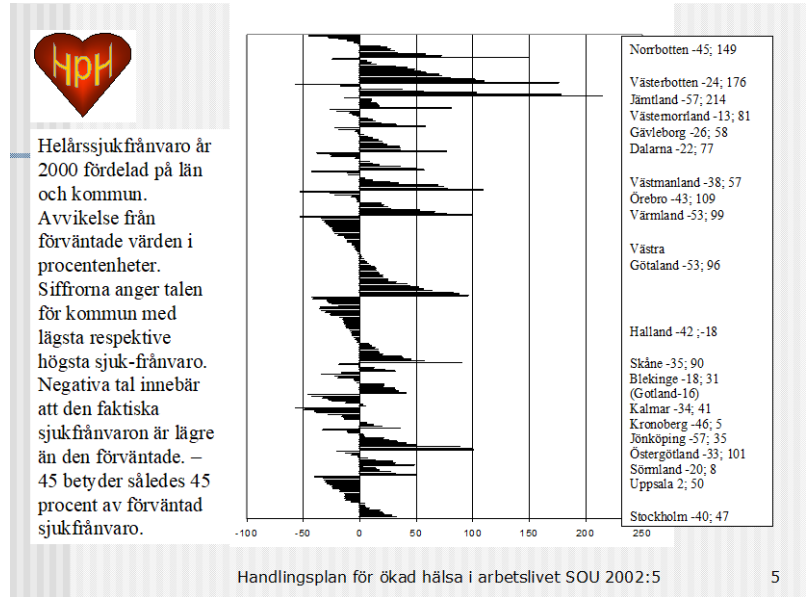 HpH
Helårssjukfrånvaro år
2000 fördelad på län
och kommun.
Avvikelse från
förväntade värden i
procentenheter.
Siffrorna anger talen
för kommun med
lägsta respektive
högsta sjuk-frånvaro.
Negativa tal innebär
att den faktiska
sjukfrånvaron är lägre
än den förväntade. –
45 betyder således 45
procent av förväntad
sjukfrånvaro.
Norrbotten -45; 149
Västerbotten -24; 176
Jämtland -57; 214
Västernorrland -13; 81
Gävleborg -26; 58
Dalarna -22; 77
Västmanland -38; 57
Örebro -43; 109
Värmland -53; 99
Västra
Götaland -53; 96
Halland -42 ;-18
Skåne -35; 90
Blekinge -18; 31
(Gotland-16)
Kalmar -34; 41
Kronoberg -46; 5
Jönköping -57; 35
Östergötland -33; 101
Sörmland -20; 8
Uppsala 2; 50
Stockholm -40; 47
-100 -50 0 50 100 150 200 250
Handlingsplan för ökad hälsa i arbetslivet SOU 2002:5 5